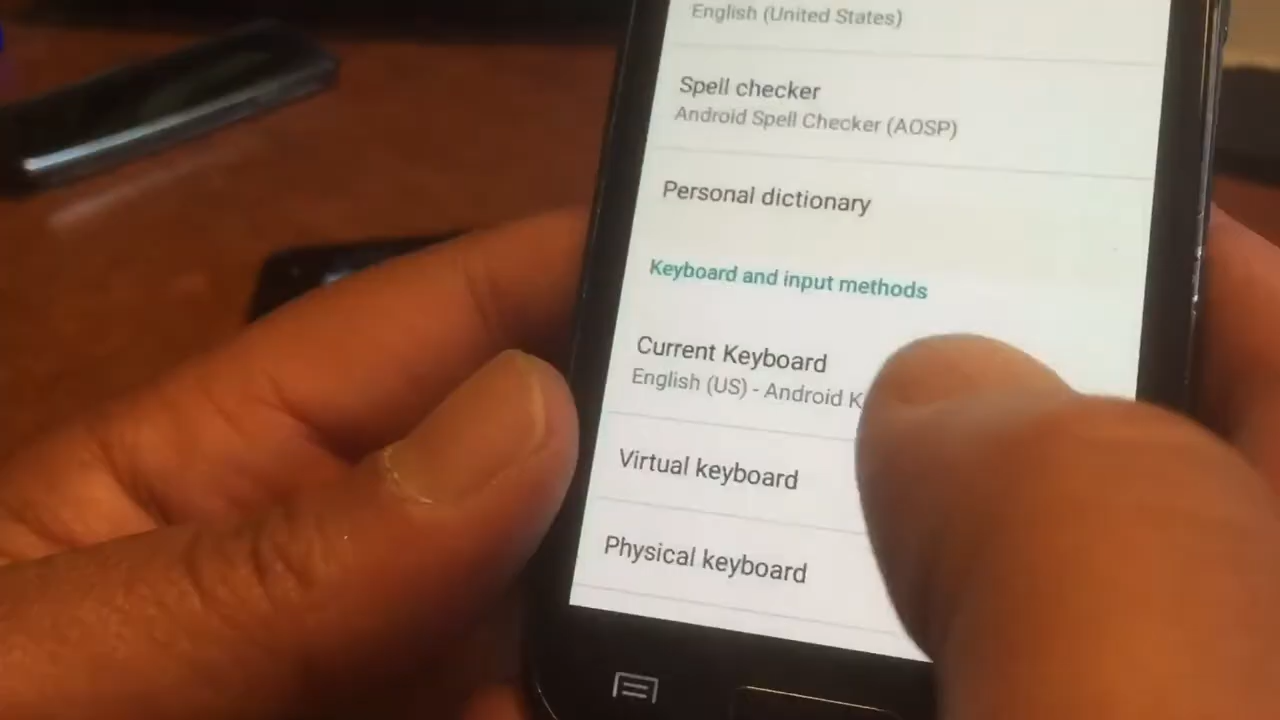 English (United States)
Spell checker
Android Spell Checker (AOSP)
Personal dictionary
Keyboard and input methods
Current Keyboard
English (US) - Android
Virtual keyboard
Physical keyboard